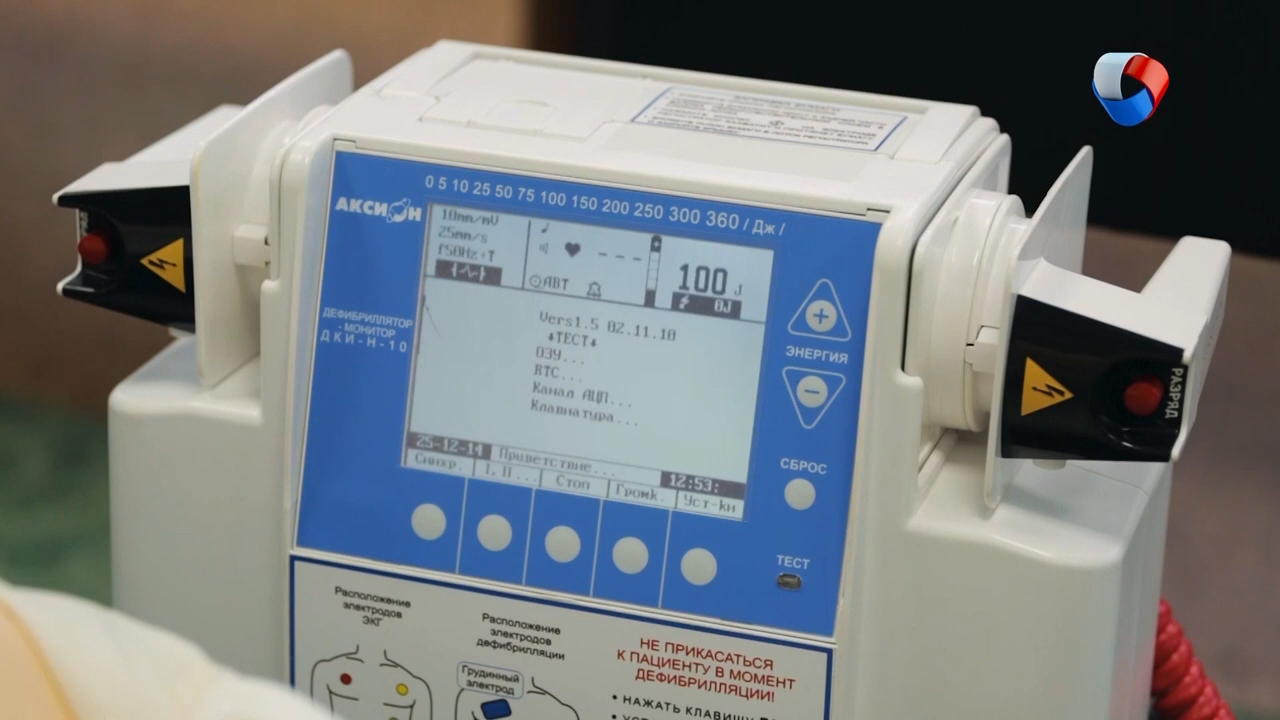 0 5 10 25 50 75 100 150 200 250 300 360 / Дж /
АКСИОН
ДЕФИБРИЛЛЯТОР
- МОНИТОР
ДКИ-Н-10
10mm/mV
25mm/s
f50Hz+T
АВТ
100 J
0J
Vers1.5 02.11.10
ТЕСТ
ОЗУ...
RTC...
Канал АЦП...
Клавиатура...
25-12-14 Приветствие... 12:53:
Синхр. I, II... Стоп Громк. Уст-ки
ЭНЕРГИЯ
СБРОС
ТЕСТ
РАЗРЯД
Расположение
электродов
ЭКГ
Расположение
электродов
дефибрилляции
Грудинный
электрод
НЕ ПРИКАСАТЬСЯ
К ПАЦИЕНТУ В МОМЕНТ
ДЕФИБРИЛЛЯЦИИ!
• НАЖАТЬ КЛАВИШУ